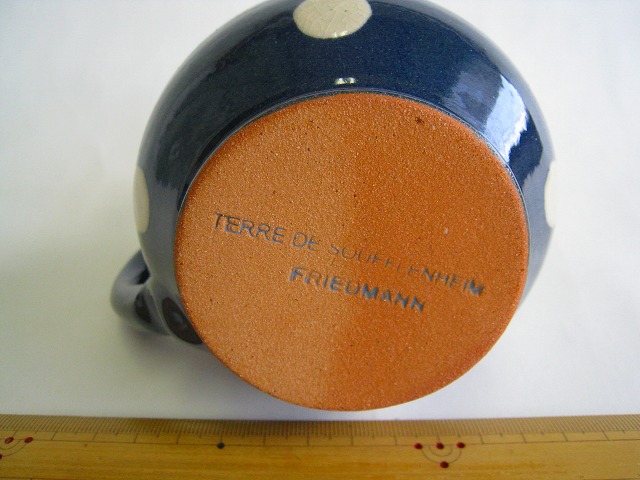 TERRE DE SOUFFLENHEIM
FRIEDMANN